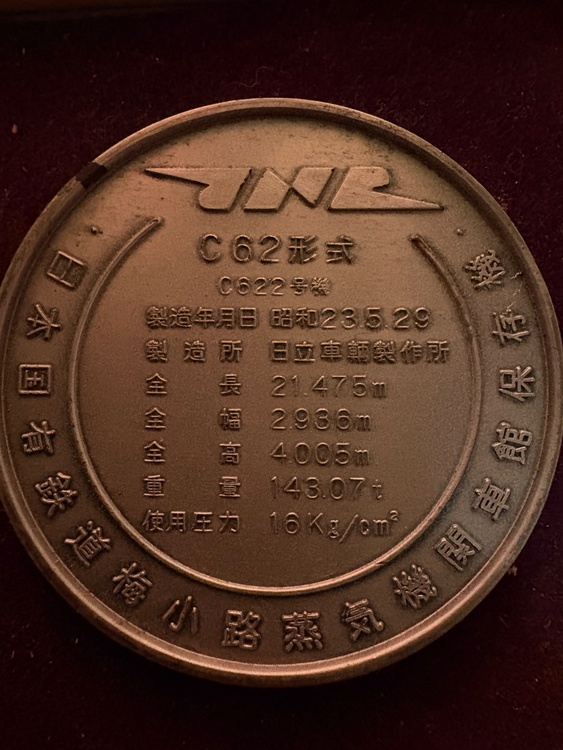 JNR
C62形式
C622号機
製造年月日 昭和23.5.29
製造所 日立車輌製作所
全長 21.475m
全幅 2.936m
全高 4.005m
重量 143.07t
使用圧力 16Kg/cm²
日本国有鉄道梅小路蒸気機関車館保存機